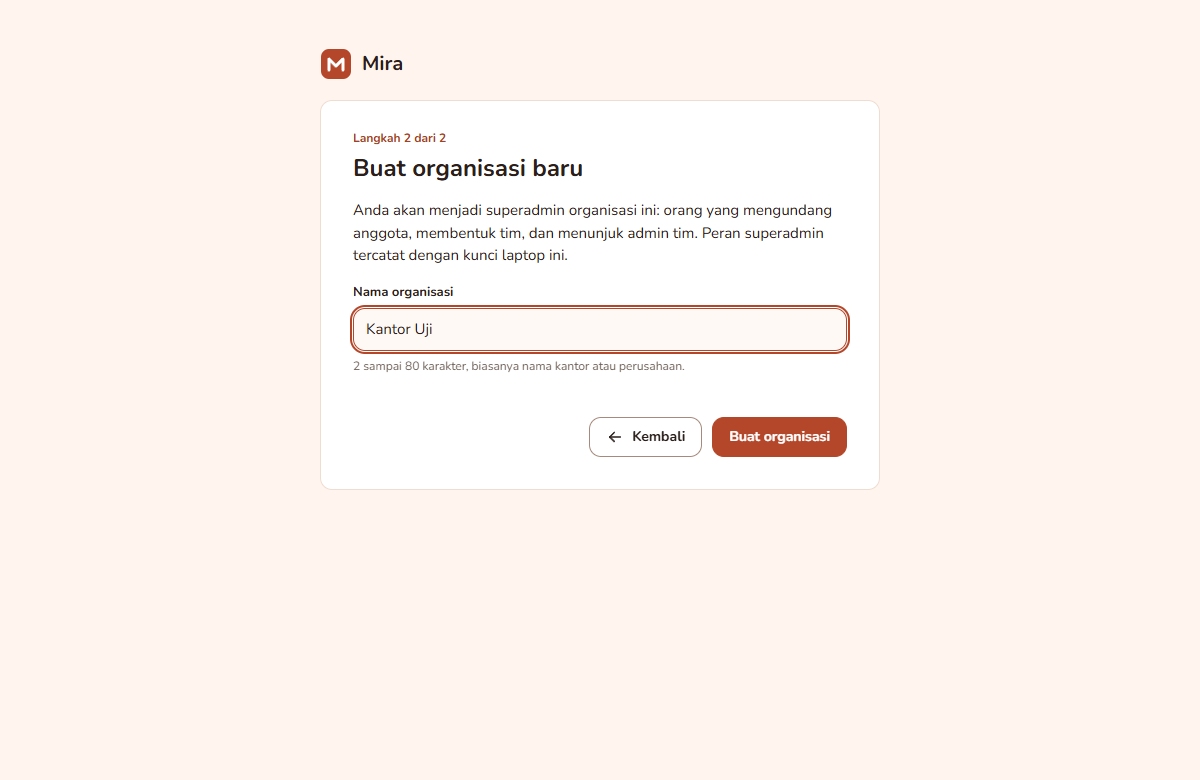 Mira
Langkah 2 dari 2
Buat organisasi baru
Anda akan menjadi superadmin organisasi ini: orang yang mengundang
anggota, membentuk tim, dan menunjuk admin tim. Peran superadmin
tercatat dengan kunci laptop ini.
Nama organisasi
Kantor Uji
2 sampai 80 karakter, biasanya nama kantor atau perusahaan.
Kembali
Buat organisasi